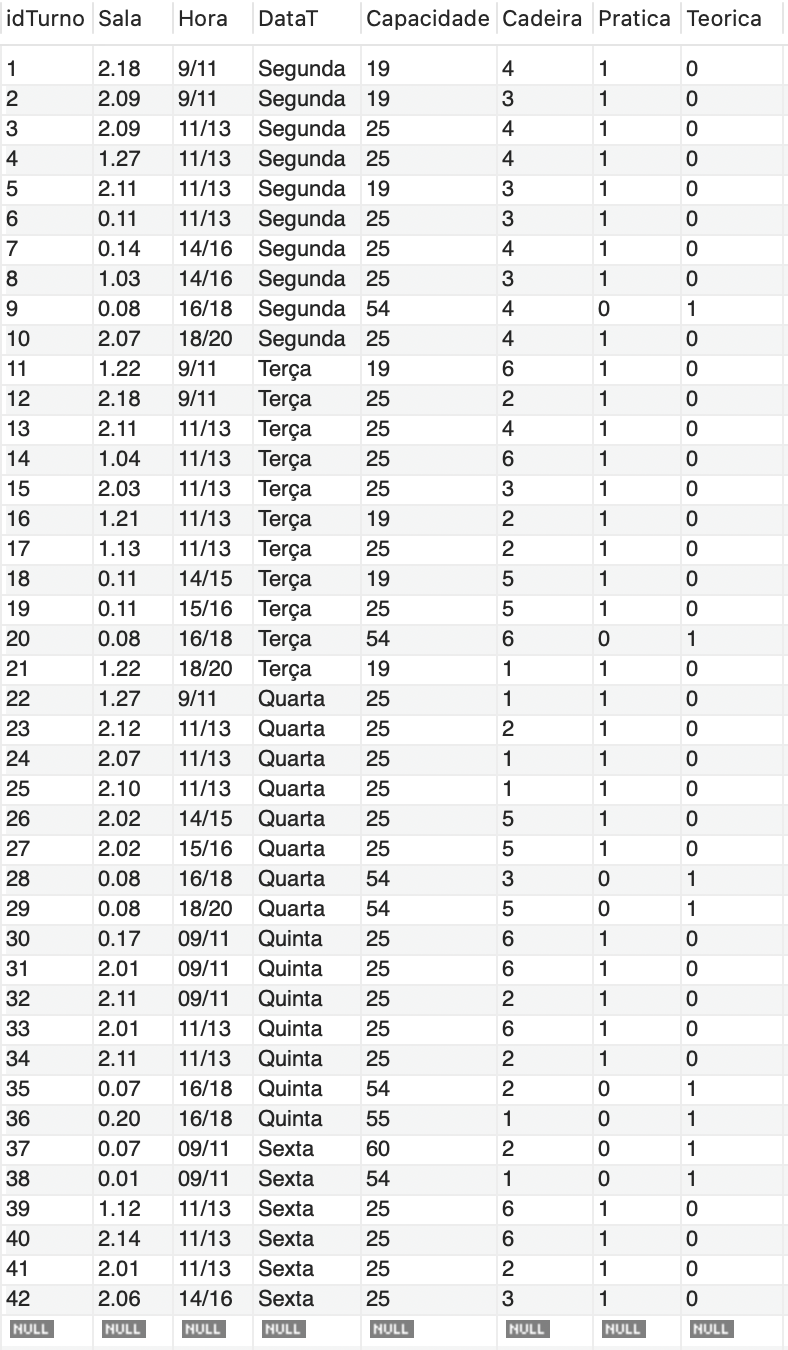 idTurno Sala Hora DataT Capacidade Cadeira Pratica Teorica
1 2.18 9/11 Segunda 19 4 1 0
2 2.09 9/11 Segunda 19 3 1 0
3 2.09 11/13 Segunda 25 4 1 0
4 1.27 11/13 Segunda 25 4 1 0
5 2.11 11/13 Segunda 19 3 1 0
6 0.11 11/13 Segunda 25 3 1 0
7 0.14 14/16 Segunda 25 4 1 0
8 1.03 14/16 Segunda 25 3 1 0
9 0.08 16/18 Segunda 54 4 0 1
10 2.07 18/20 Segunda 25 4 1 0
11 1.22 9/11 Terça 19 6 1 0
12 2.18 9/11 Terça 25 2 1 0
13 2.11 11/13 Terça 25 4 1 0
14 1.04 11/13 Terça 25 6 1 0
15 2.03 11/13 Terça 25 3 1 0
16 1.21 11/13 Terça 19 2 1 0
17 1.13 11/13 Terça 25 2 1 0
18 0.11 14/15 Terça 19 5 1 0
19 0.11 15/16 Terça 25 5 1 0
20 0.08 16/18 Terça 54 6 0 1
21 1.22 18/20 Terça 19 1 1 0
22 1.27 9/11 Quarta 25 1 1 0
23 2.12 11/13 Quarta 25 2 1 0
24 2.07 11/13 Quarta 25 1 1 0
25 2.10 11/13 Quarta 25 1 1 0
26 2.02 14/15 Quarta 25 5 1 0
27 2.02 15/16 Quarta 25 5 1 0
28 0.08 16/18 Quarta 54 3 0 1
29 0.08 18/20 Quarta 54 5 0 1
30 0.17 09/11 Quinta 25 6 1 0
31 2.01 09/11 Quinta 25 6 1 0
32 2.11 09/11 Quinta 25 2 1 0
33 2.01 11/13 Quinta 25 6 1 0
34 2.11 11/13 Quinta 25 2 1 0
35 0.07 16/18 Quinta 54 2 0 1
36 0.20 16/18 Quinta 55 1 0 1
37 0.07 09/11 Sexta 60 2 0 1
38 0.01 09/11 Sexta 54 1 0 1
39 1.12 11/13 Sexta 25 6 1 0
40 2.14 11/13 Sexta 25 6 1 0
41 2.01 11/13 Sexta 25 2 1 0
42 2.06 14/16 Sexta 25 3 1 0
NULL NULL NULL NULL NULL NULL NULL NULL